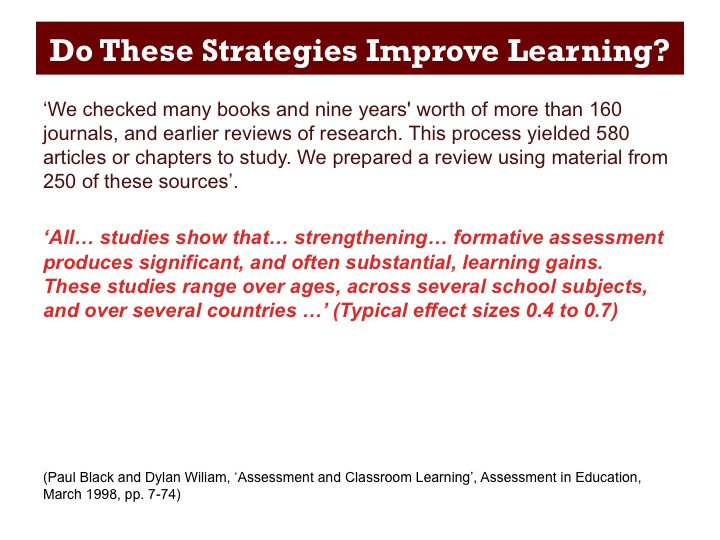 Do These Strategies Improve Learning?
‘We checked many books and nine years' worth of more than 160
journals, and earlier reviews of research. This process yielded 580
articles or chapters to study. We prepared a review using material from
250 of these sources’.
‘All… studies show that… strengthening… formative assessment
produces significant, and often substantial, learning gains.
These studies range over ages, across several school subjects,
and over several countries …’ (Typical effect sizes 0.4 to 0.7)
(Paul Black and Dylan Wiliam, ‘Assessment and Classroom Learning’, Assessment in Education,
March 1998, pp. 7-74)